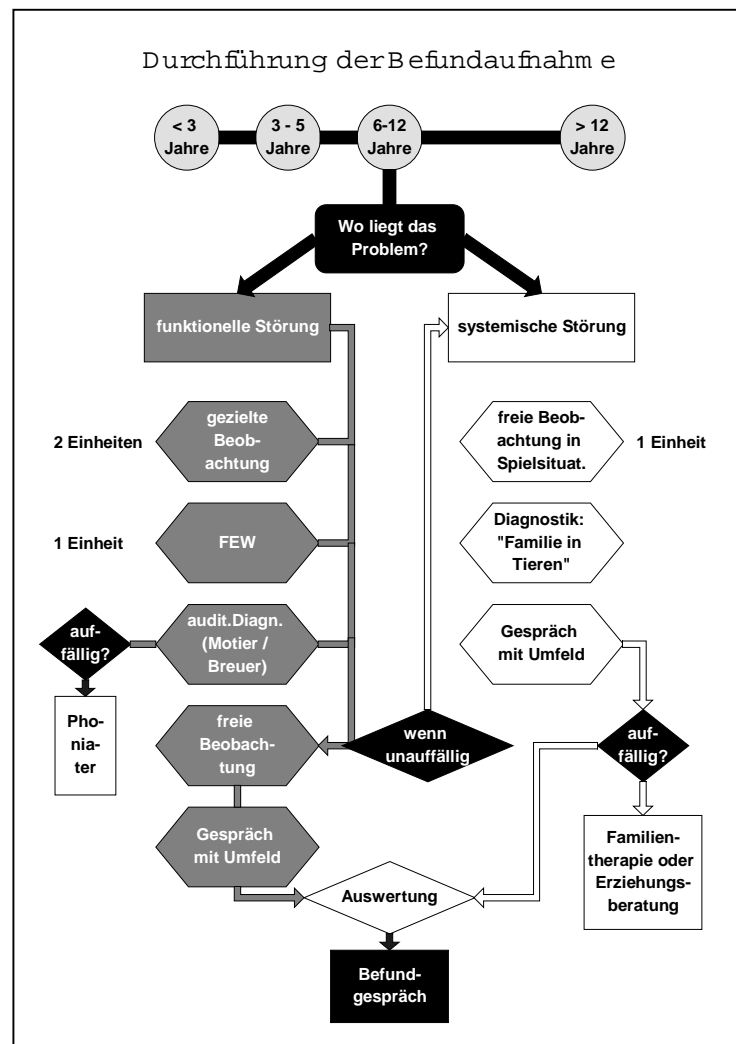 Durchführung der Befundaufnahme
< 3
Jahre
3 - 5
Jahre
6-12
Jahre
> 12
Jahre
Wo liegt das
Problem?
funktionelle Störung
systemische Störung
2 Einheiten
gezielte
Beob-
achtung
freie Beob-
achtung in
Spielsituat.
1 Einheit
1 Einheit
FEW
Diagnostik:
"Familie in
Tieren"
auf-
fällig?
audit.Diagn.
(Motier /
Breuer)
Gespräch
mit Umfeld
Pho-
nia-
ter
freie
Beobach-
tung
wenn
unauffällig
auf-
fällig?
Gespräch
mit Umfeld
Auswertung
Familien-
therapie oder
Erziehungs-
beratung
Befund-
gespräch